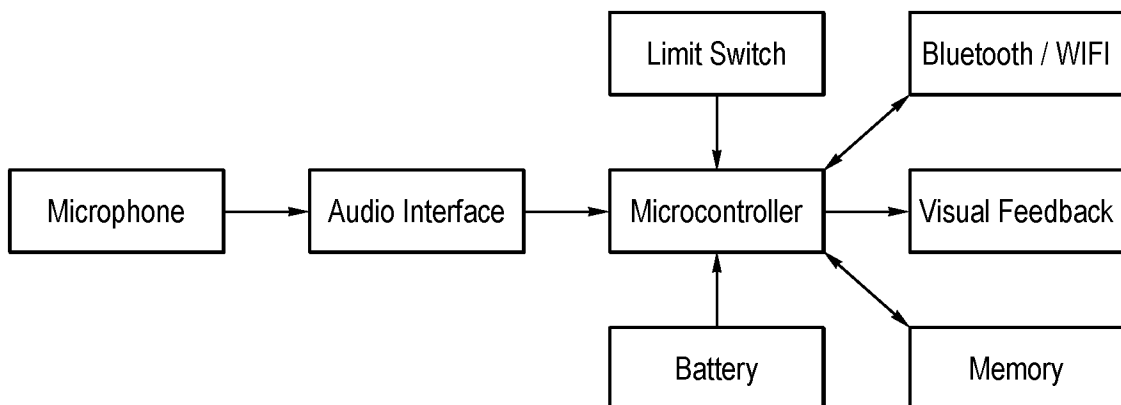 Limit Switch
Bluetooth / WIFI
Microphone
Audio Interface
Microcontroller
Visual Feedback
Battery
Memory